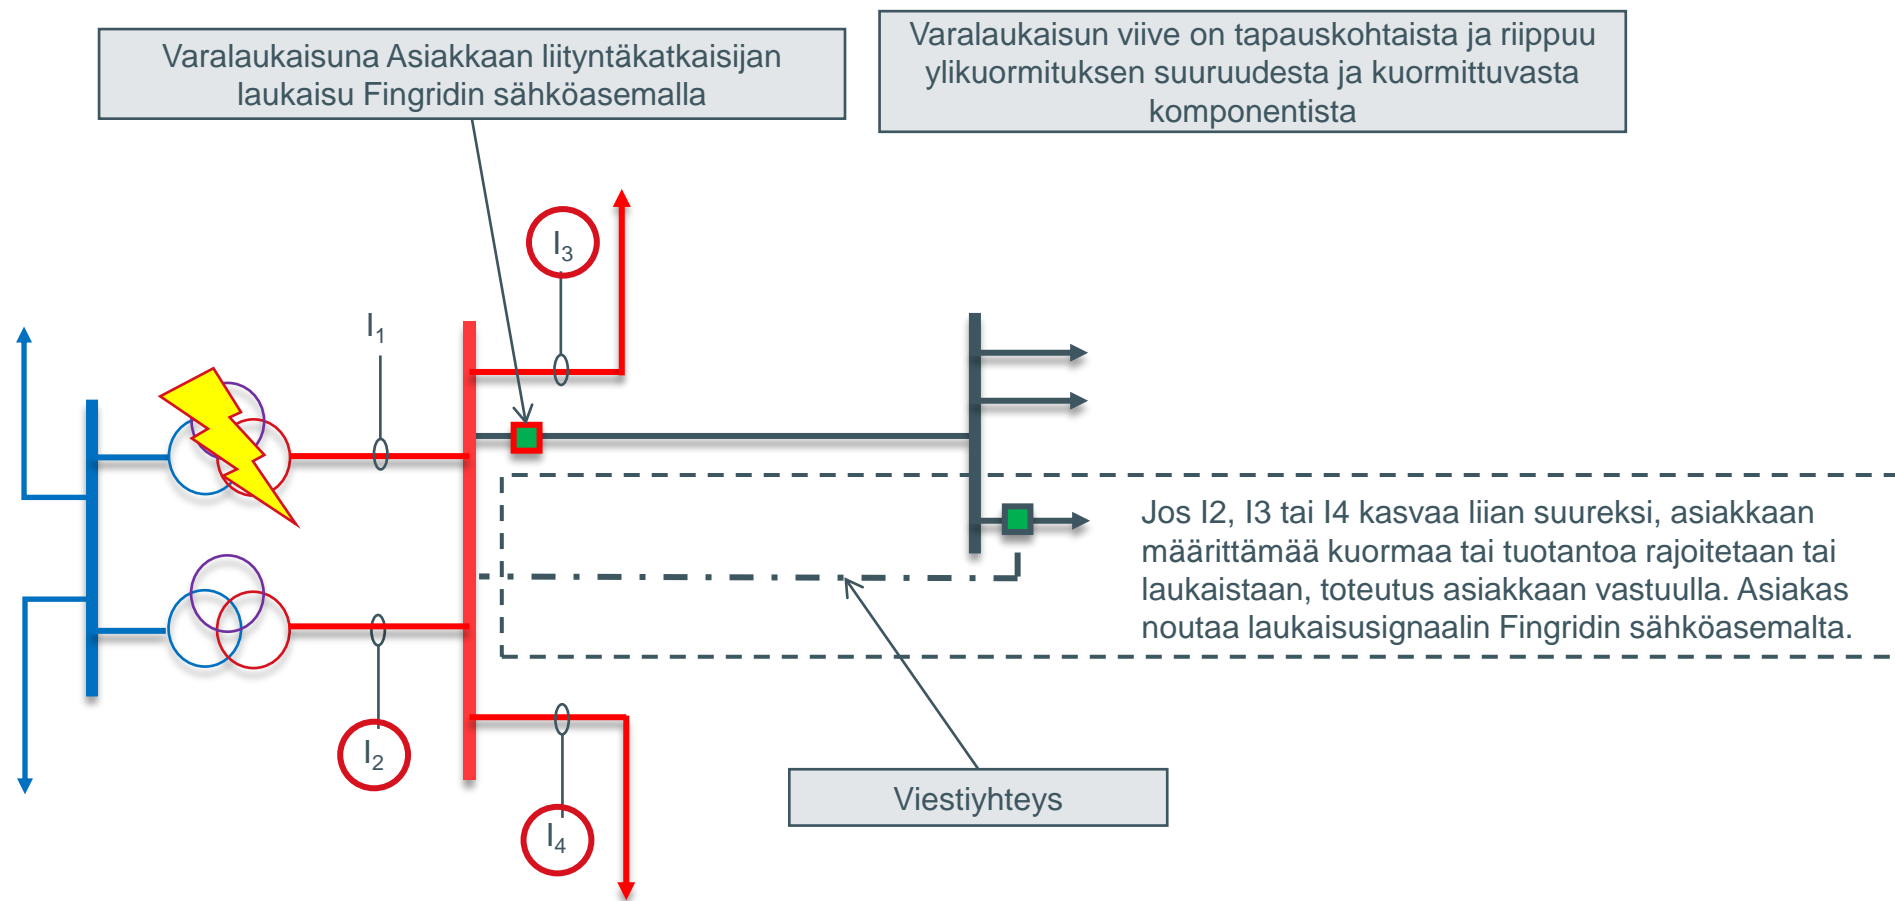 Varalaukaisuna Asiakkaan liityntäkatkaisijan
laukaisu Fingridin sähköasemalla
Varalaukaisun viive on tapauskohtaista ja riippuu
ylikuormituksen suuruudesta ja kuormittuvasta
komponentista
I3
I1
Jos I2, I3 tai I4 kasvaa liian suureksi, asiakkaan
määrittämää kuormaa tai tuotantoa rajoitetaan tai
laukaistaan, toteutus asiakkaan vastuulla. Asiakas
noutaa laukaisusignaalin Fingridin sähköasemalta.
I2
Viestiyhteys
I4